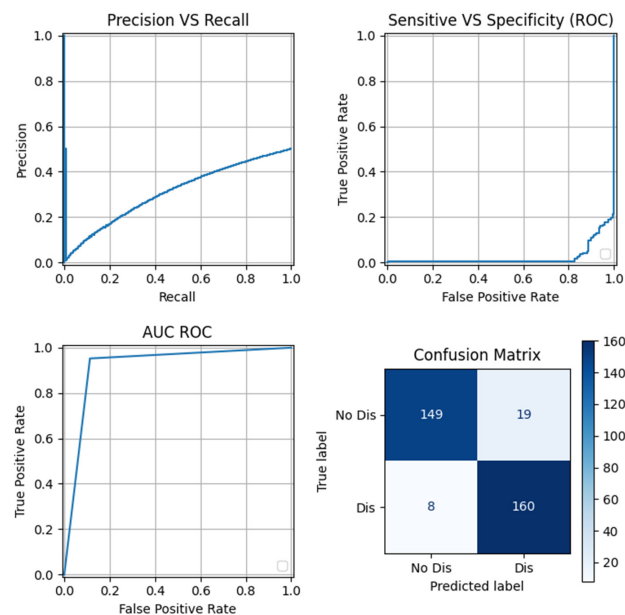 Precision VS Recall
1.0
0.8
0.6
0.4
0.2
0.0
Precision
0.0 0.2 0.4 0.6 0.8 1.0
Recall
Sensitive VS Specificity (ROC)
1.0
0.8
0.6
0.4
0.2
0.0
True Positive Rate
0.0 0.2 0.4 0.6 0.8 1.0
False Positive Rate
AUC ROC
1.0
0.8
0.6
0.4
0.2
0.0
True Positive Rate
0.0 0.2 0.4 0.6 0.8 1.0
False Positive Rate
Confusion Matrix
True label
No Dis 149 19
Dis 8 160
No Dis Dis
Predicted label
160
140
120
100
80
60
40
20